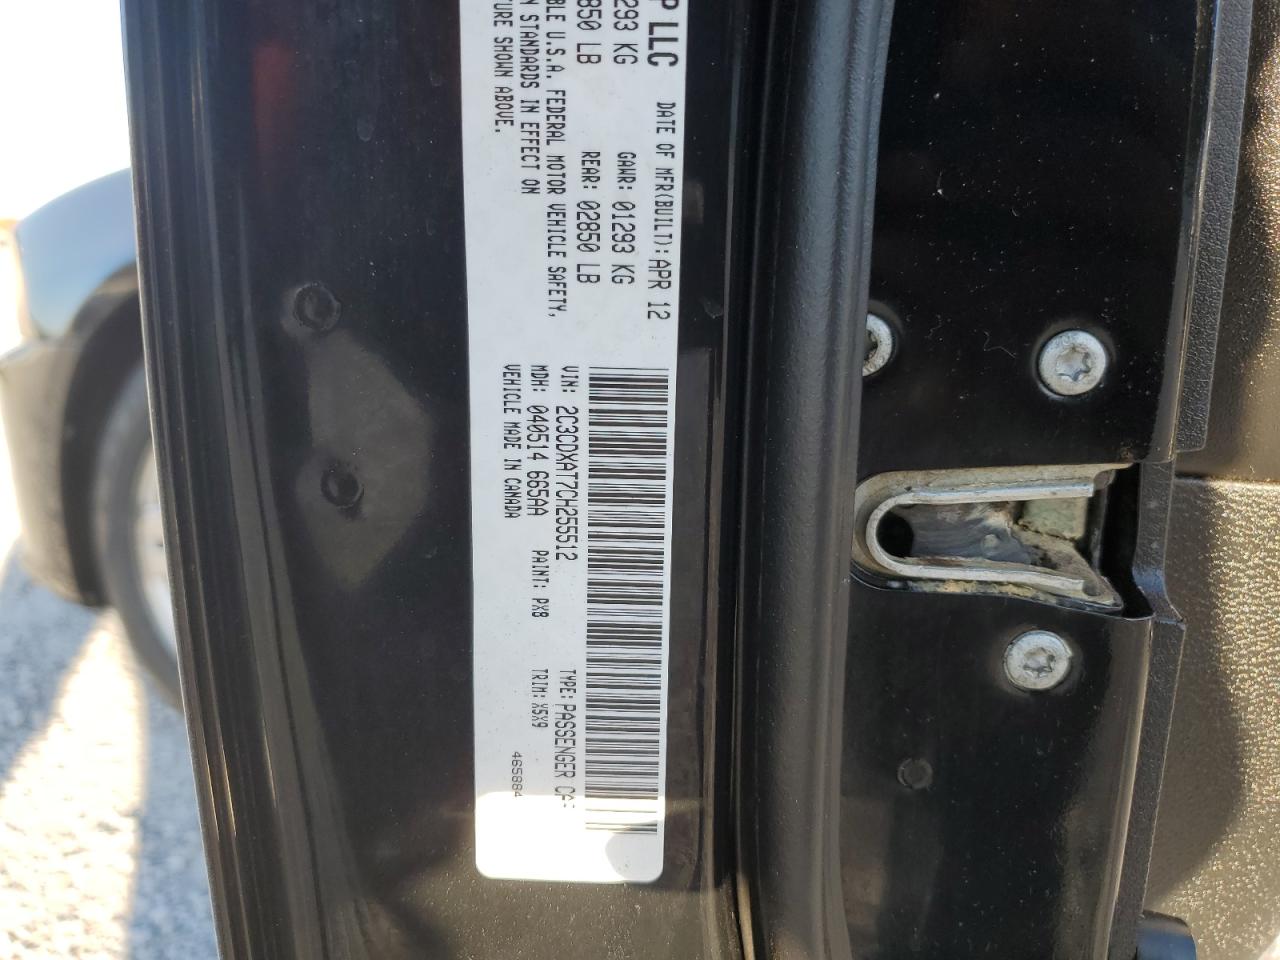 P LLC
DATE OF MFR(BUILT): APR 12
293 KG GAWR: 01293 KG
850 LB REAR: 02850 LB
BLE U.S.A. FEDERAL MOTOR VEHICLE SAFETY,
N STANDARDS IN EFFECT ON
TURE SHOWN ABOVE.
VIN: 2C3CDXAT7CH255512 TYPE: PASSENGER CA
MDH: 040514 665AA PAINT: PX8 TRIM: X5X9
VEHICLE MADE IN CANADA
465884